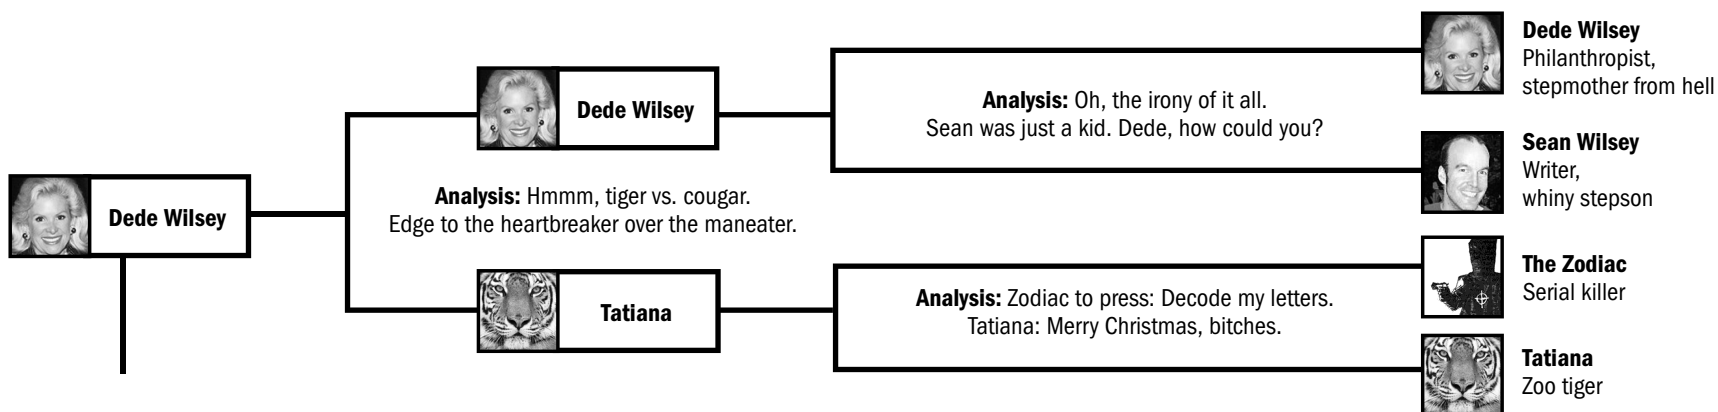 Dede Wilsey
Philanthropist,
stepmother from hell
Dede Wilsey
Analysis: Oh, the irony of it all.
Sean was just a kid. Dede, how could you?
Sean Wilsey
Writer,
whiny stepson
Dede Wilsey
Analysis: Hmmm, tiger vs. cougar.
Edge to the heartbreaker over the maneater.
The Zodiac
Serial killer
Tatiana
Analysis: Zodiac to press: Decode my letters.
Tatiana: Merry Christmas, bitches.
Tatiana
Zoo tiger